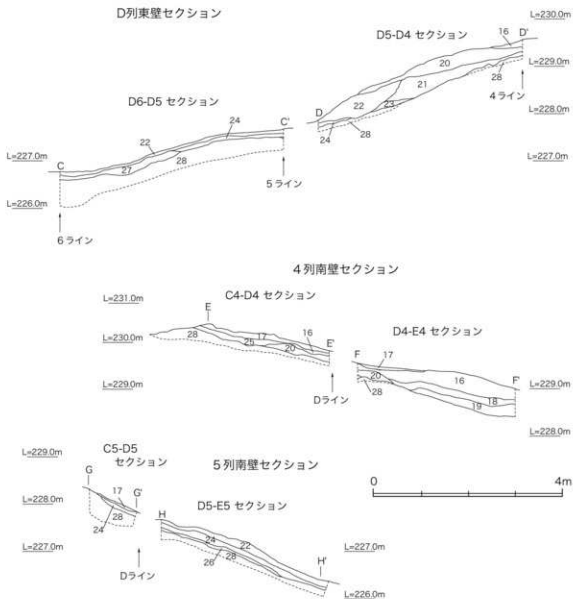 D列東壁セクション
D5-D4 セクション
L=230.0m
16
D'
20
L=229.0m
21
28
22
23
4ライン
D
L=228.0m
24
28
L=227.0m
D6-D5 セクション
24
C'
22
C
L=227.0m
27
28
5ライン
L=226.0m
6ライン
4列南壁セクション
C4-D4 セクション
L=231.0m
E
17
16
L=230.0m
28
25
20
E'
L=229.0m
Dライン
D4-E4 セクション
F
17
16
F'
20
L=229.0m
28
18
19
L=228.0m
5列南壁セクション
C5-D5
セクション
L=229.0m
G
17
G'
L=228.0m
28
24
L=227.0m
Dライン
D5-E5 セクション
H
24
22
26
28
L=227.0m
H'
L=226.0m
0
4m